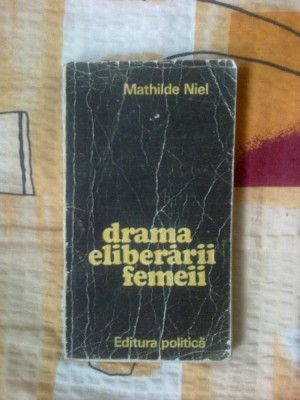 Mathilde Niel
drama
eliberării
femeii
Editura politică